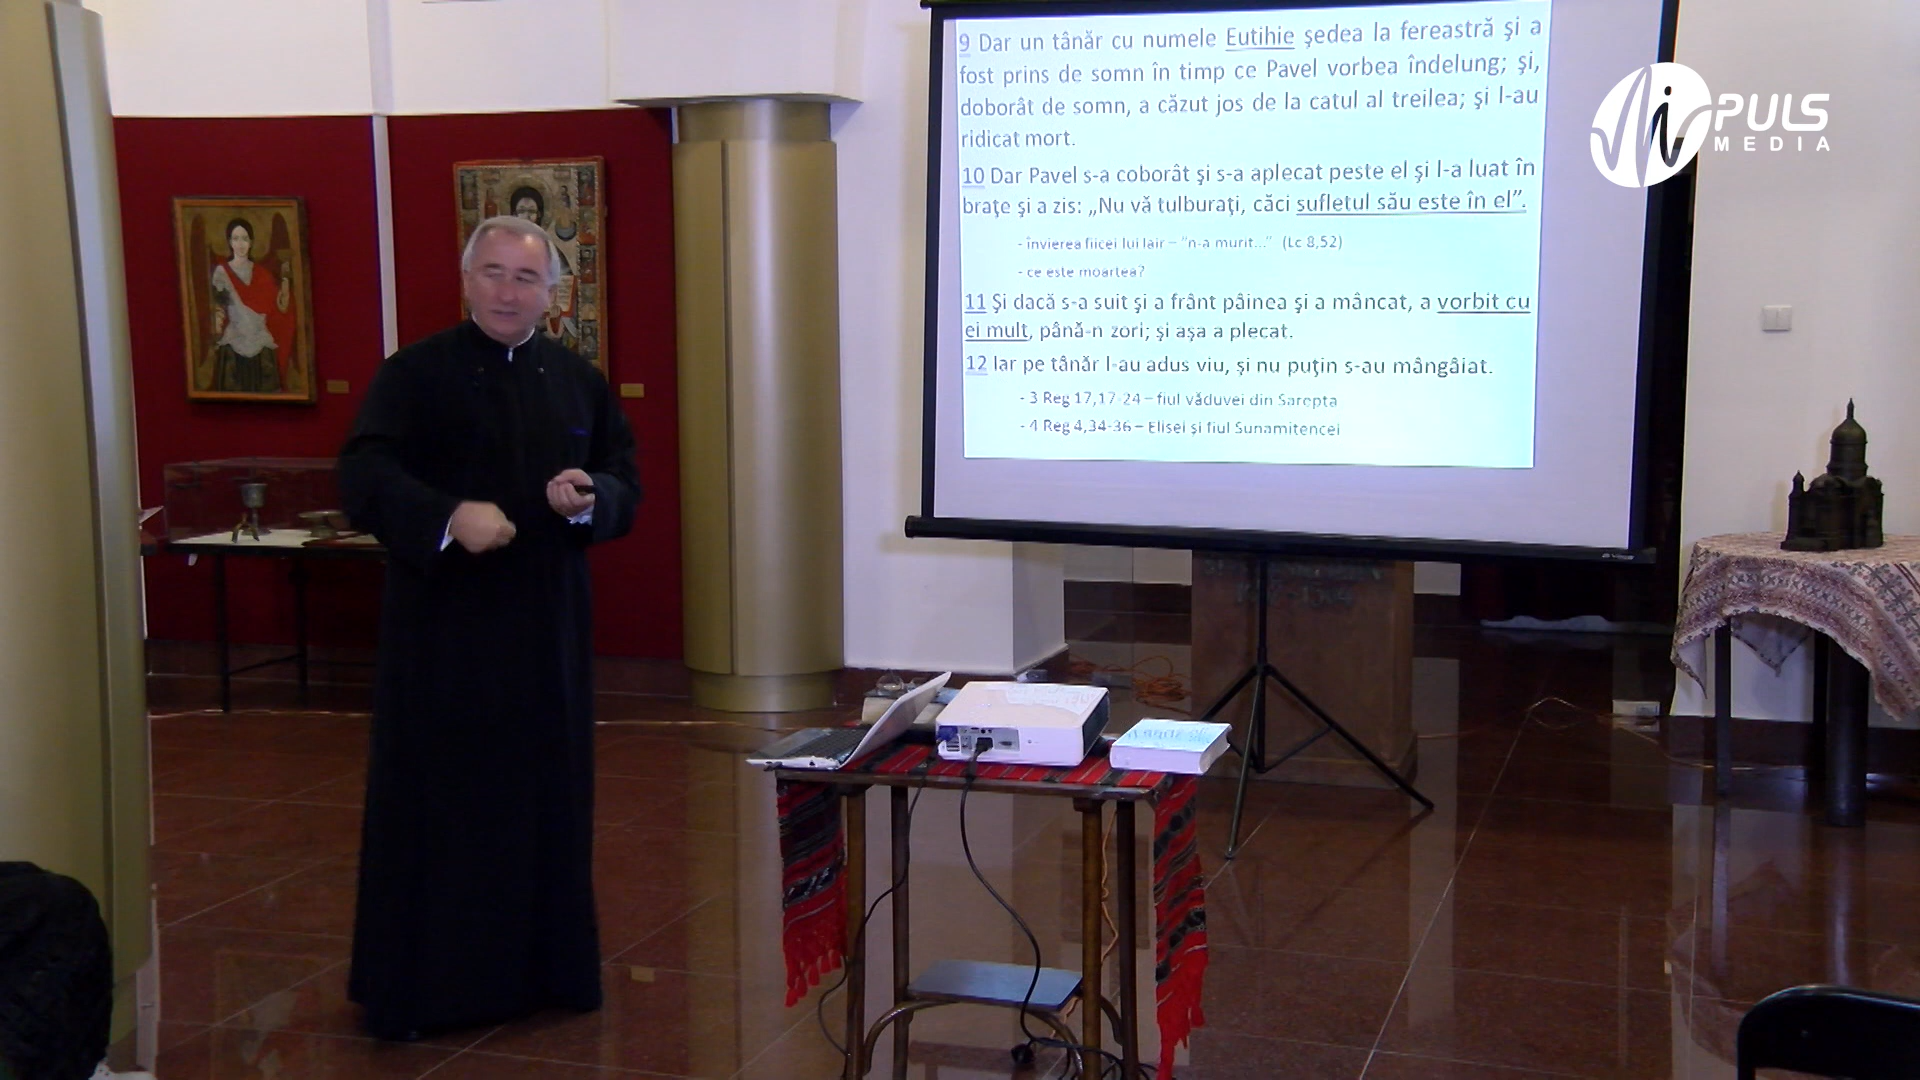 9 Dar un tânăr cu numele Eutihie şedea la fereastră şi a
fost prins de somn în timp ce Pavel vorbea îndelung; şi,
doborât de somn, a căzut jos de la catul al treilea; şi l-au
ridicat mort.
10 Dar Pavel s-a coborât şi s-a aplecat peste el şi l-a luat în
braţe şi a zis: „Nu vă tulburaţi, căci sufletul său este în el”.
- învierea fiicei lui Iair – ”n-a murit...” (Lc 8,52)
- ce este moartea?
11 Şi dacă s-a suit şi a frânt pâinea şi a mâncat, a vorbit cu
ei mult, până-n zori; şi aşa a plecat.
12 Iar pe tânăr l-au adus viu, şi nu puţin s-au mângâiat.
- 3 Reg 17,17-24 – fiul văduvei din Sarepta
- 4 Reg 4,34-36 – Elisei şi fiul Sunamitencei
iMPULS
MEDIA